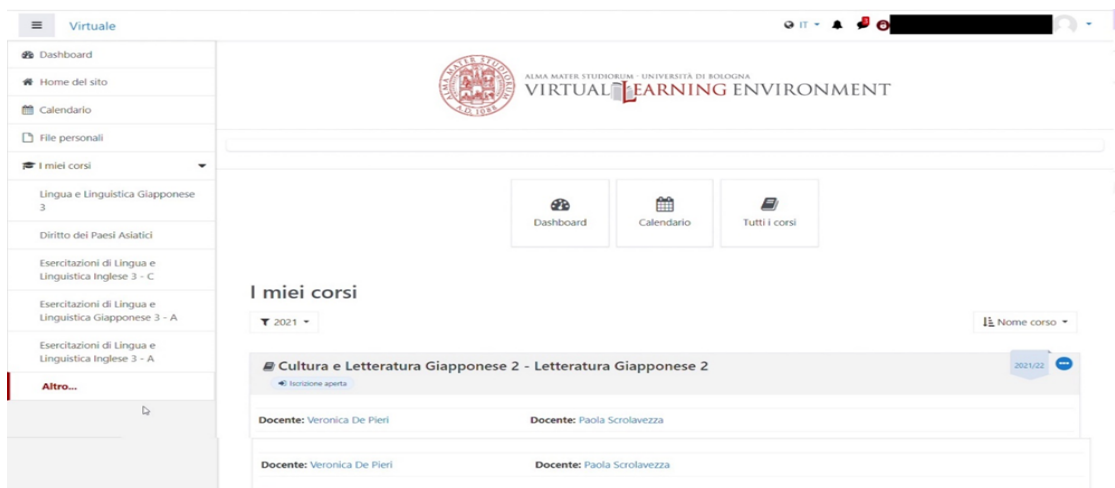 Virtuale
IT
Dashboard
Home del sito
Calendario
File personali
I miei corsi
Lingua e Linguistica Giapponese
3
Diritto dei Paesi Asiatici
Esercitazioni di Lingua e
Linguistica Inglese 3 - C
Esercitazioni di Lingua e
Linguistica Giapponese 3 - A
Esercitazioni di Lingua e
Linguistica Inglese 3 - A
Altro...
ALMA MATER STUDIORUM
A.D. 1088
ALMA MATER STUDIORUM · UNIVERSITÀ DI BOLOGNA
VIRTUAL LEARNING ENVIRONMENT
Dashboard
Calendario
Tutti i corsi
I miei corsi
2021
Nome corso
Cultura e Letteratura Giapponese 2 - Letteratura Giapponese 2
2021/22
Iscrizione aperta
Docente: Veronica De Pieri
Docente: Paola Scrolavezza
Docente: Veronica De Pieri
Docente: Paola Scrolavezza